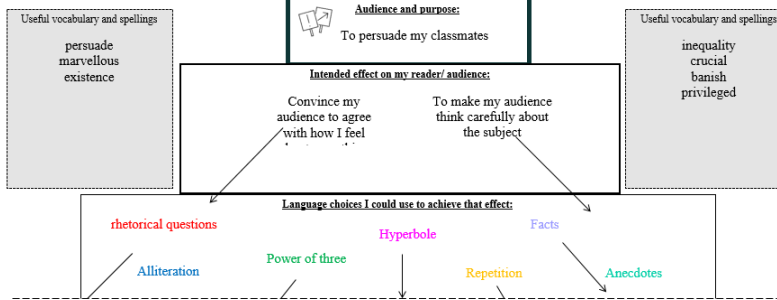 Useful vocabulary and spellings
persuade
marvellous
existence
Audience and purpose:
To persuade my classmates
Useful vocabulary and spellings
inequality
crucial
banish
privileged
Intended effect on my reader/ audience:
Convince my
audience to agree
with how I feel
To make my audience
think carefully about
the subject
Language choices I could use to achieve that effect:
rhetorical questions
Hyperbole
Facts
Alliteration
Power of three
Repetition
Anecdotes